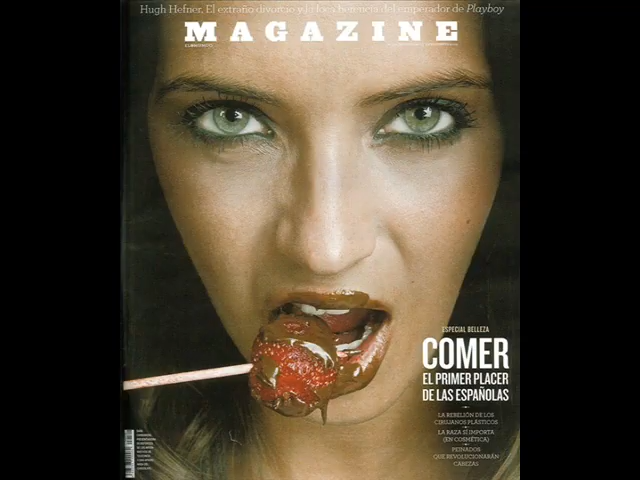 Hugh Hefner. El extraño divorcio y la loca herencia del emperador de Playboy
MAGAZINE
ESPECIAL BELLEZA
COMER
EL PRIMER PLACER
DE LAS ESPAÑOLAS
LA REBELIÓN DE LOS
CIRUJANOS PLÁSTICOS
LA RAZA SÍ IMPORTA
(EN COSMÉTICA)
PEINADOS
QUE REVOLUCIONARÁN
CABEZAS